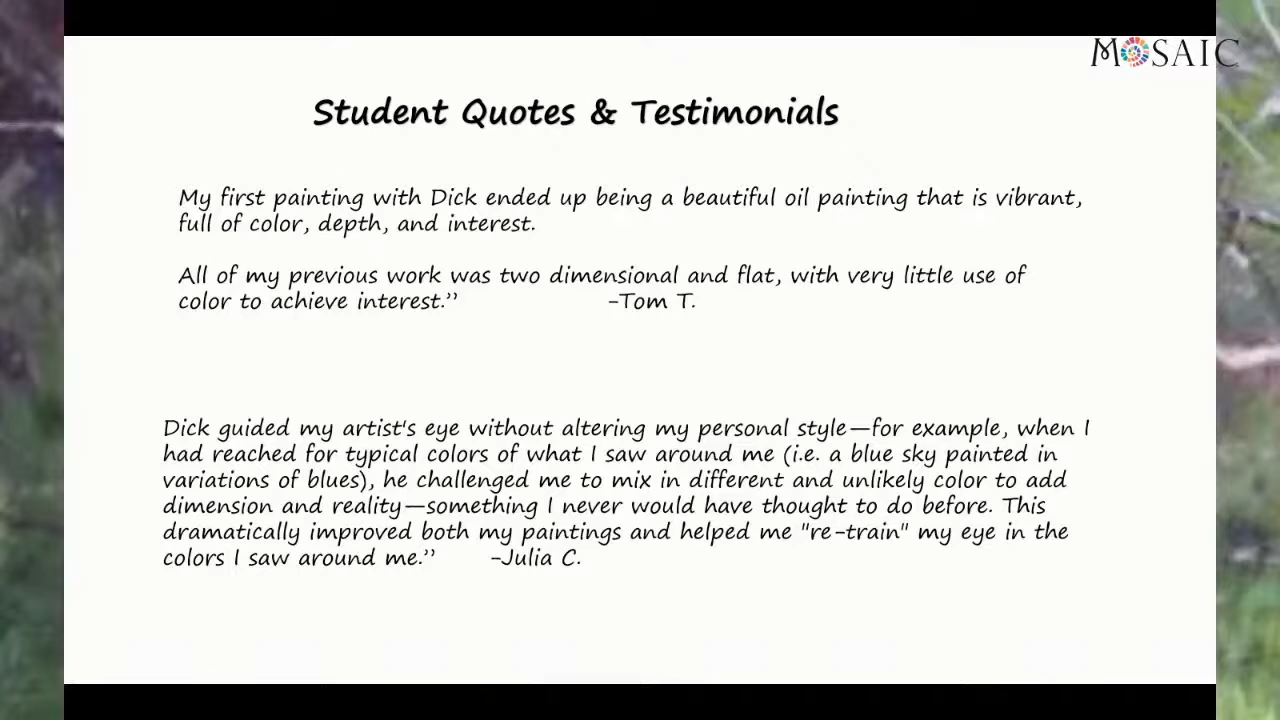 MOSAIC
Student Quotes & Testimonials
My first painting with Dick ended up being a beautiful oil painting that is vibrant,
full of color, depth, and interest.
All of my previous work was two dimensional and flat, with very little use of
color to achieve interest.” -Tom T.
Dick guided my artist's eye without altering my personal style—for example, when I
had reached for typical colors of what I saw around me (i.e. a blue sky painted in
variations of blues), he challenged me to mix in different and unlikely color to add
dimension and reality—something I never would have thought to do before. This
dramatically improved both my paintings and helped me "re-train" my eye in the
colors I saw around me.” -Julia C.